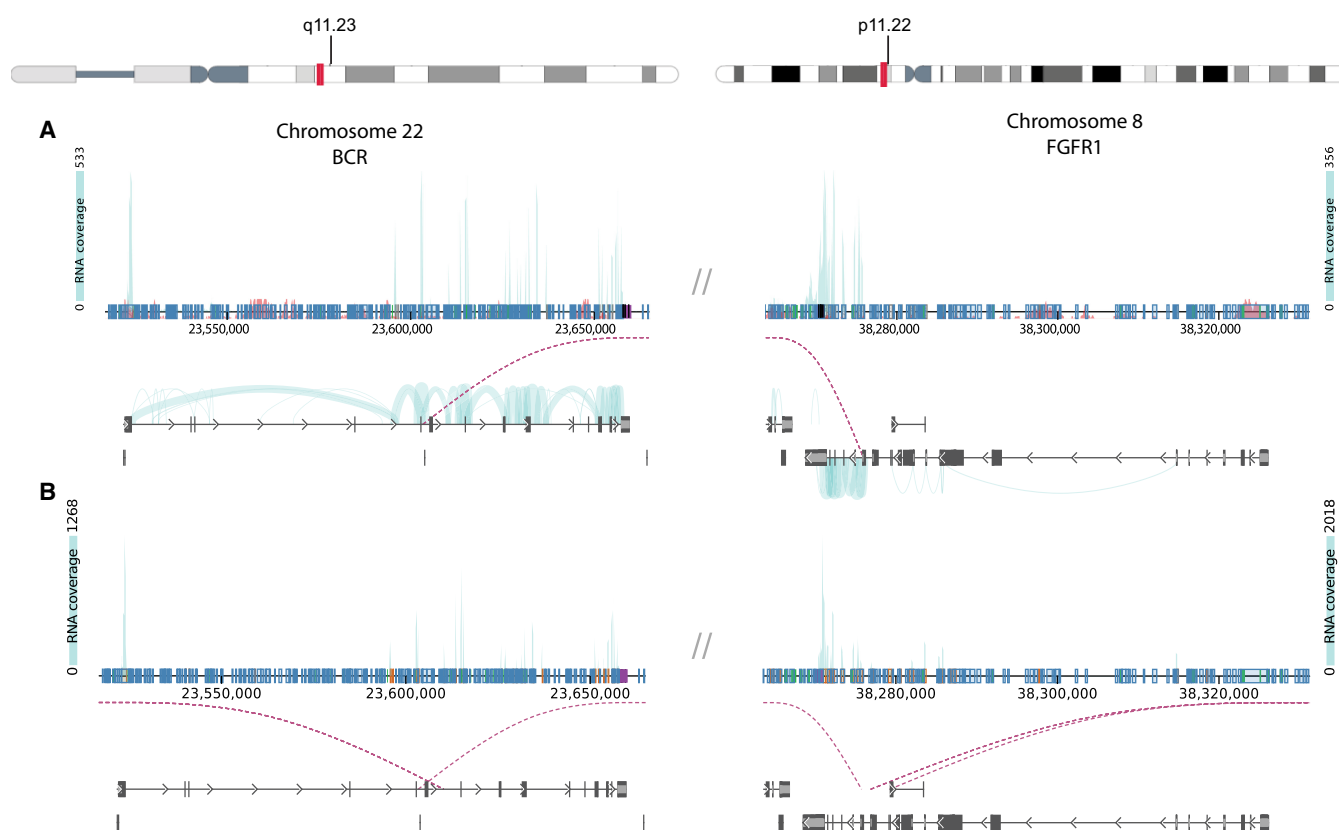 q11.23
p11.22
A
Chromosome 22
BCR
Chromosome 8
FGFR1
0 RNA coverage 533
0 RNA coverage 356
//
23,550,000 23,600,000 23,650,000
38,280,000 38,300,000 38,320,000
B
0 RNA coverage 1268
0 RNA coverage 2018
//
23,550,000 23,600,000 23,650,000
38,280,000 38,300,000 38,320,000